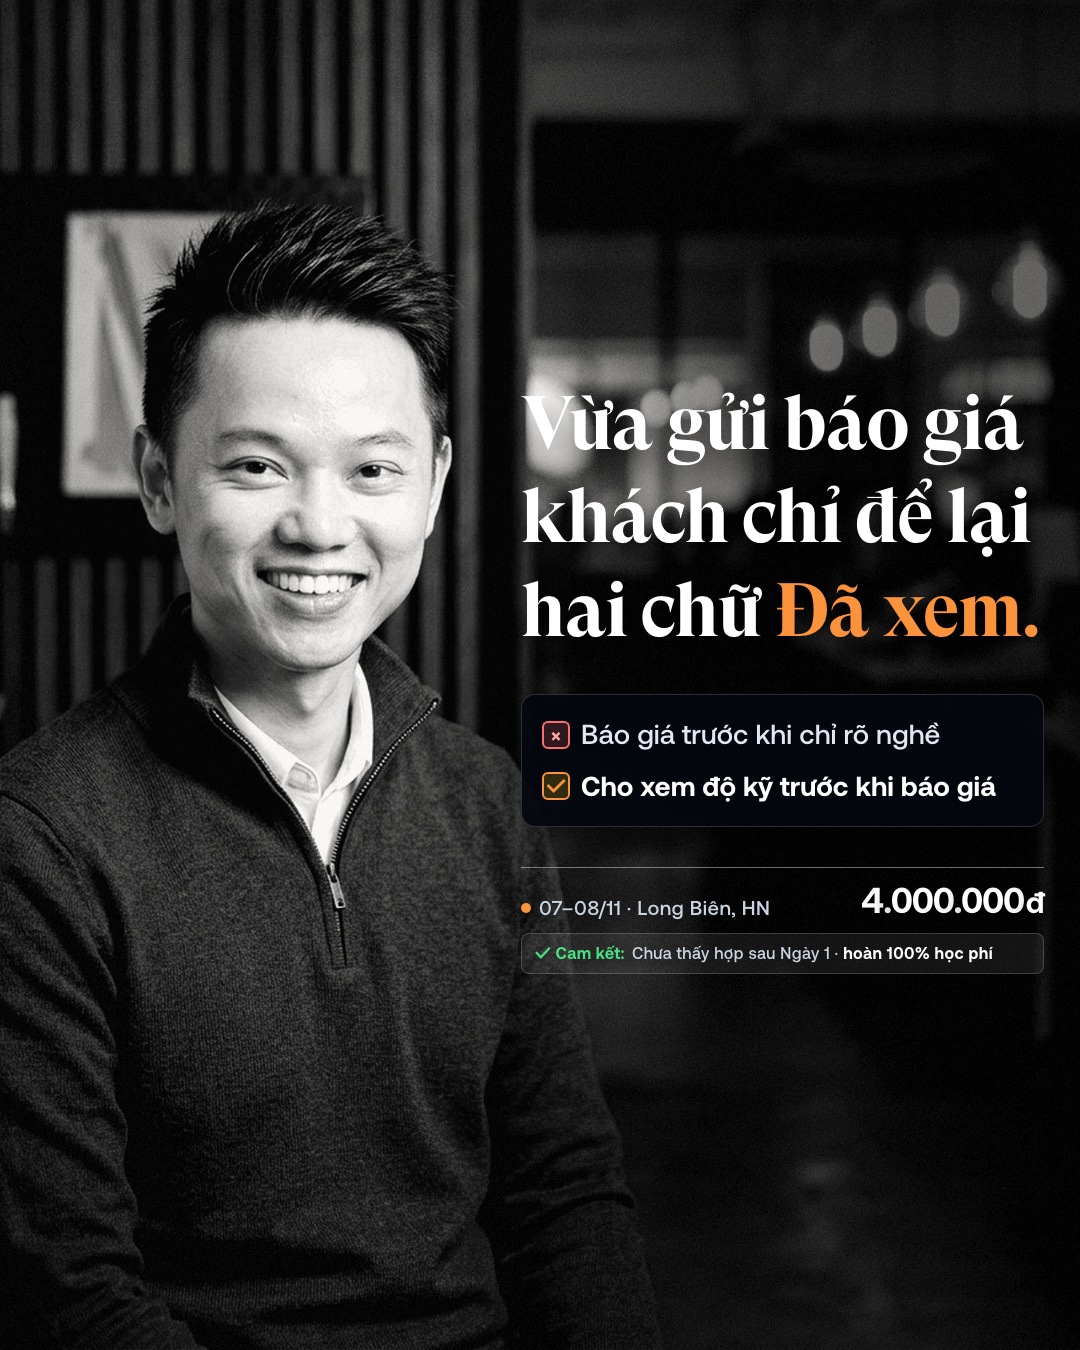 Vừa gửi báo giá
khách chỉ để lại
hai chữ Đã xem.
Báo giá trước khi chỉ rõ nghề
Cho xem độ kỹ trước khi báo giá
07–08/11 · Long Biên, HN
4.000.000đ
Cam kết: Chưa thấy hợp sau Ngày 1 · hoàn 100% học phí